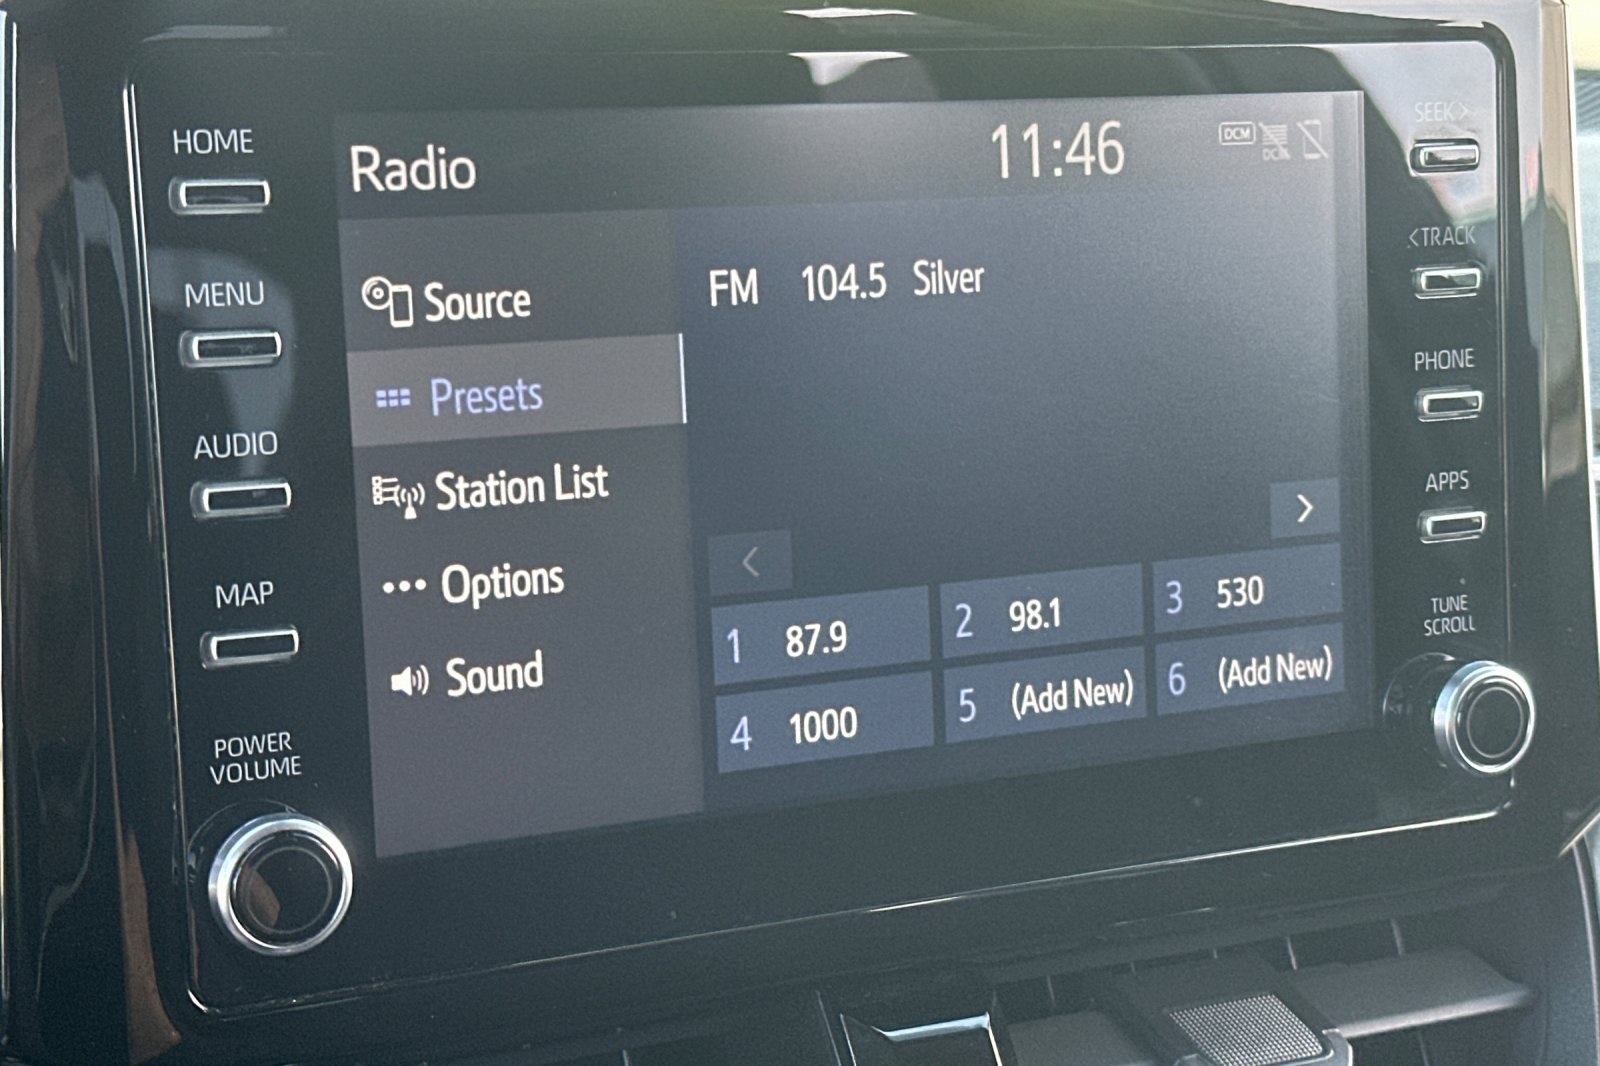 HOME
MENU
AUDIO
MAP
POWER
VOLUME
Radio
11:46
DCM
DCM
Source
Presets
Station List
Options
Sound
FM 104.5 Silver
<
>
1 87.9
2 98.1
3 530
4 1000
5 (Add New)
6 (Add New)
SEEK>
<TRACK
PHONE
APPS
TUNE
SCROLL